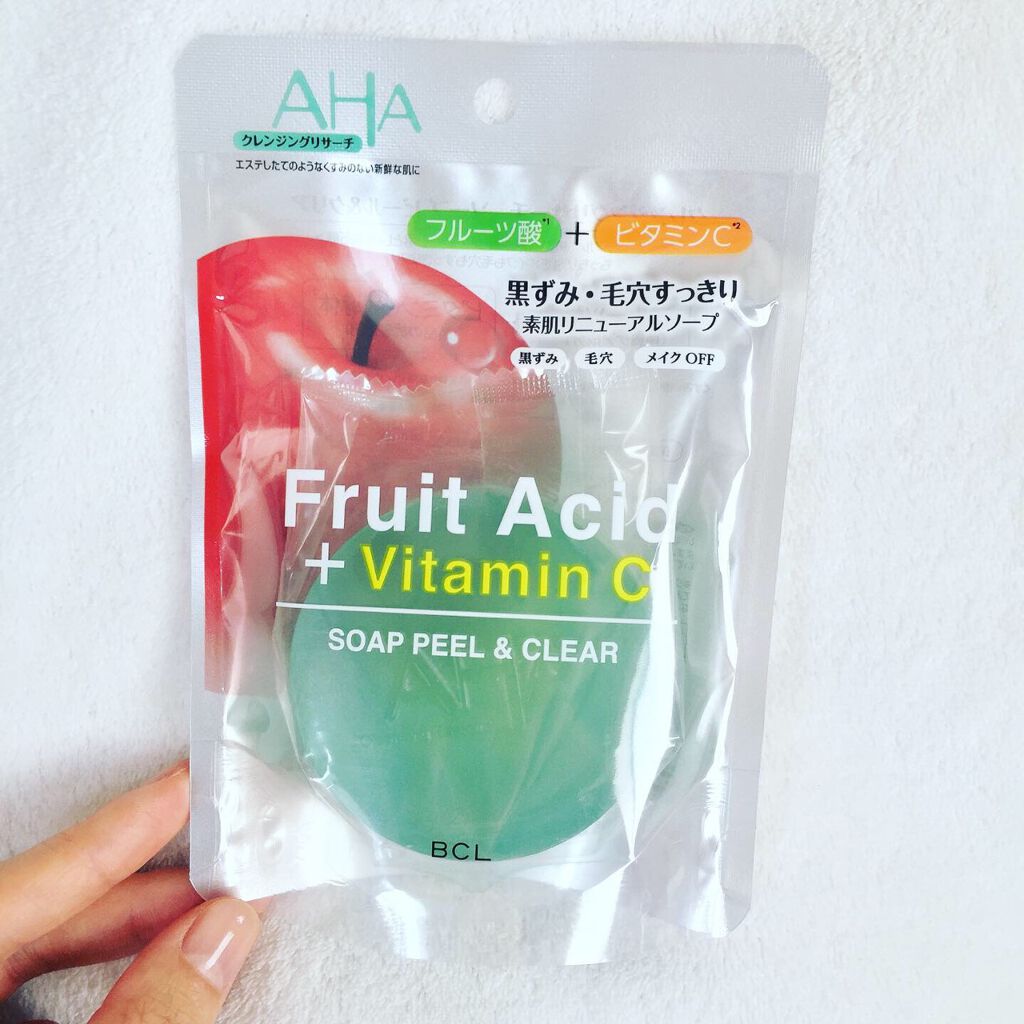 AHA
クレンジングリサーチ
エステしたてのようなくすみのない新鮮な肌に
フルーツ酸*1 + ビタミンC*2
黒ずみ・毛穴すっきり
素肌リニューアルソープ
黒ずみ 毛穴 メイク OFF
Fruit Acid
+ Vitamin C
SOAP PEEL & CLEAR
BCL